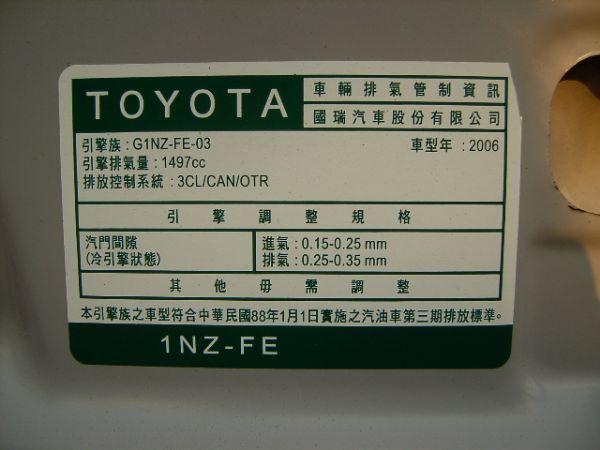 TOYOTA
車輛排氣管制資訊
國瑞汽車股份有限公司
引擎族：G1NZ-FE-03 車型年：2006
引擎排氣量：1497cc
排放控制系統：3CL/CAN/OTR
引擎調整規格
汽門間隙 進氣：0.15-0.25 mm
(冷引擎狀態) 排氣：0.25-0.35 mm
其他毋需調整
本引擎族之車型符合中華民國88年1月1日實施之汽油車第三期排放標準。
1NZ-FE